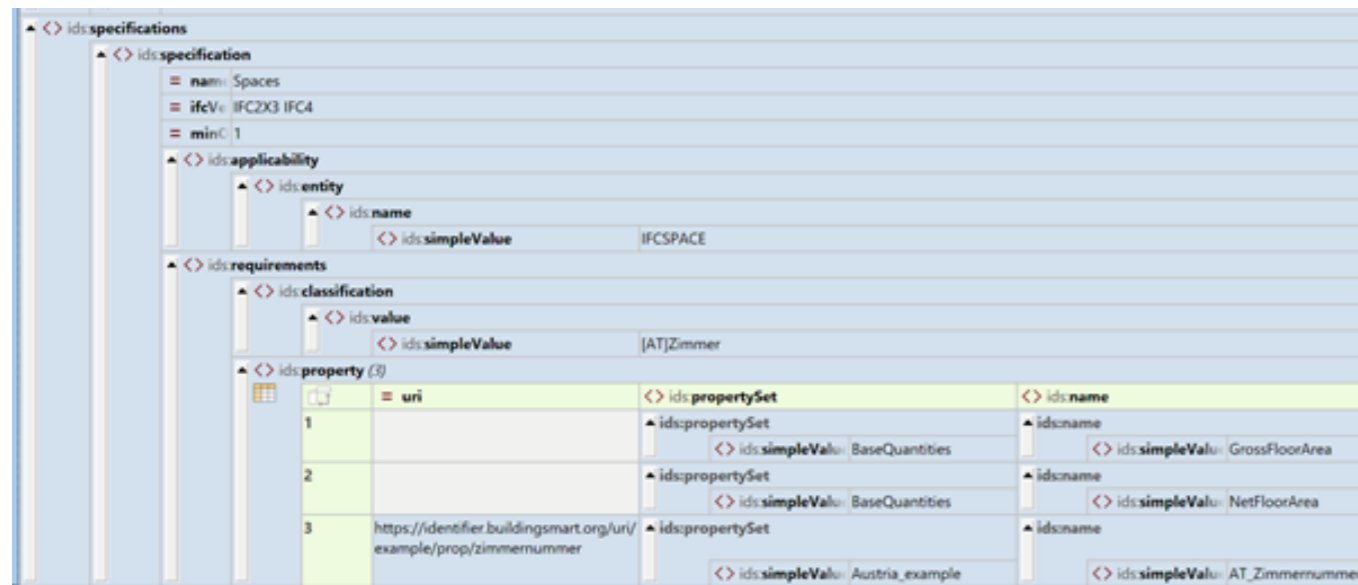 ids:specifications
ids:specification
= nam Spaces
= ifcVe IFC2X3 IFC4
= minO 1
ids:applicability
ids:entity
ids:name
<> ids:simpleValue IFCSPACE
ids:requirements
ids:classification
ids:value
<> ids:simpleValue [AT]Zimmer
ids:property (3)
= uri <> ids:propertySet <> ids:name
1 ids:propertySet ids:name
<> ids:simpleValu BaseQuantities <> ids:simpleValu GrossFloorArea
2 ids:propertySet ids:name
<> ids:simpleValu BaseQuantities <> ids:simpleValu NetFloorArea
3 https://identifier.buildingsmart.org/uri/ ids:propertySet ids:name
example/prop/zimmernummer
<> ids:simpleValu Austria_example <> ids:simpleValu AT_Zimmernummer